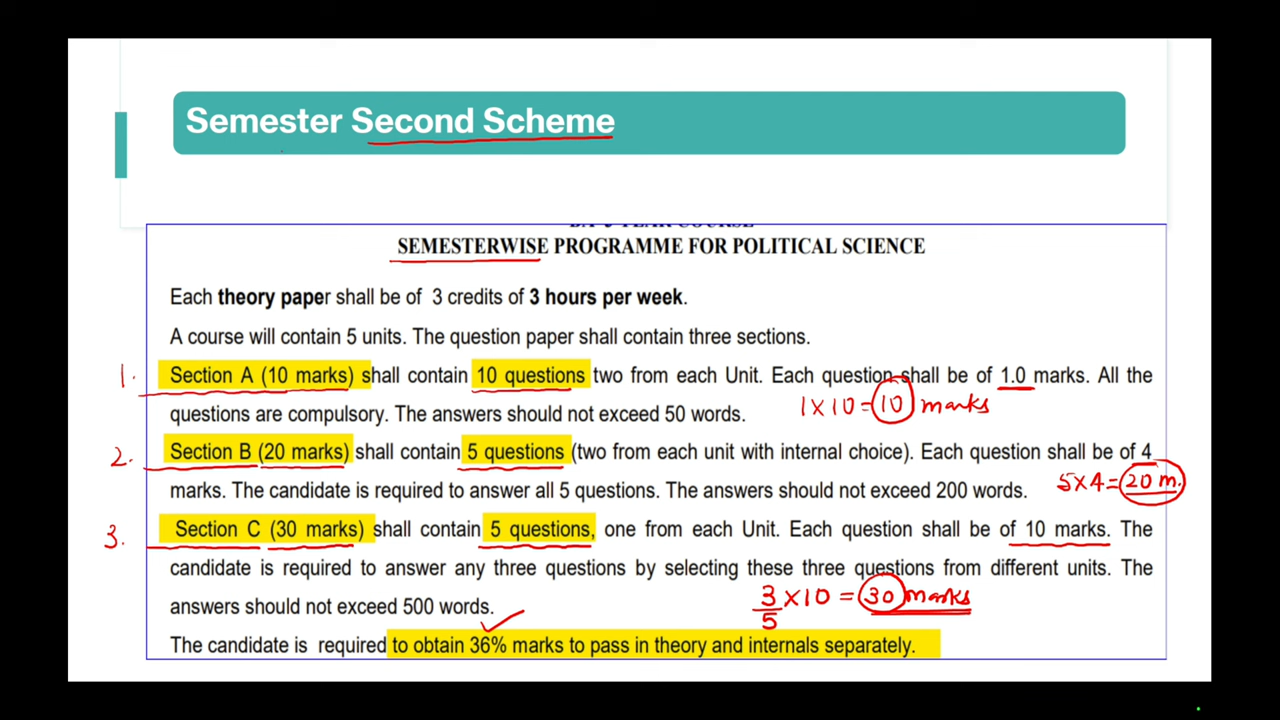 Semester Second Scheme
SEMESTERWISE PROGRAMME FOR POLITICAL SCIENCE
Each theory paper shall be of 3 credits of 3 hours per week.
A course will contain 5 units. The question paper shall contain three sections.
1. Section A (10 marks) shall contain 10 questions two from each Unit. Each question shall be of 1.0 marks. All the
questions are compulsory. The answers should not exceed 50 words.
1 X 10 = 10 marks
2. Section B (20 marks) shall contain 5 questions (two from each unit with internal choice). Each question shall be of 4
marks. The candidate is required to answer all 5 questions. The answers should not exceed 200 words.
5 X 4 = 20 m.
3. Section C (30 marks) shall contain 5 questions, one from each Unit. Each question shall be of 10 marks. The
candidate is required to answer any three questions by selecting these three questions from different units. The
answers should not exceed 500 words.
3/5 X 10 = 30 marks
The candidate is required to obtain 36% marks to pass in theory and internals separately.